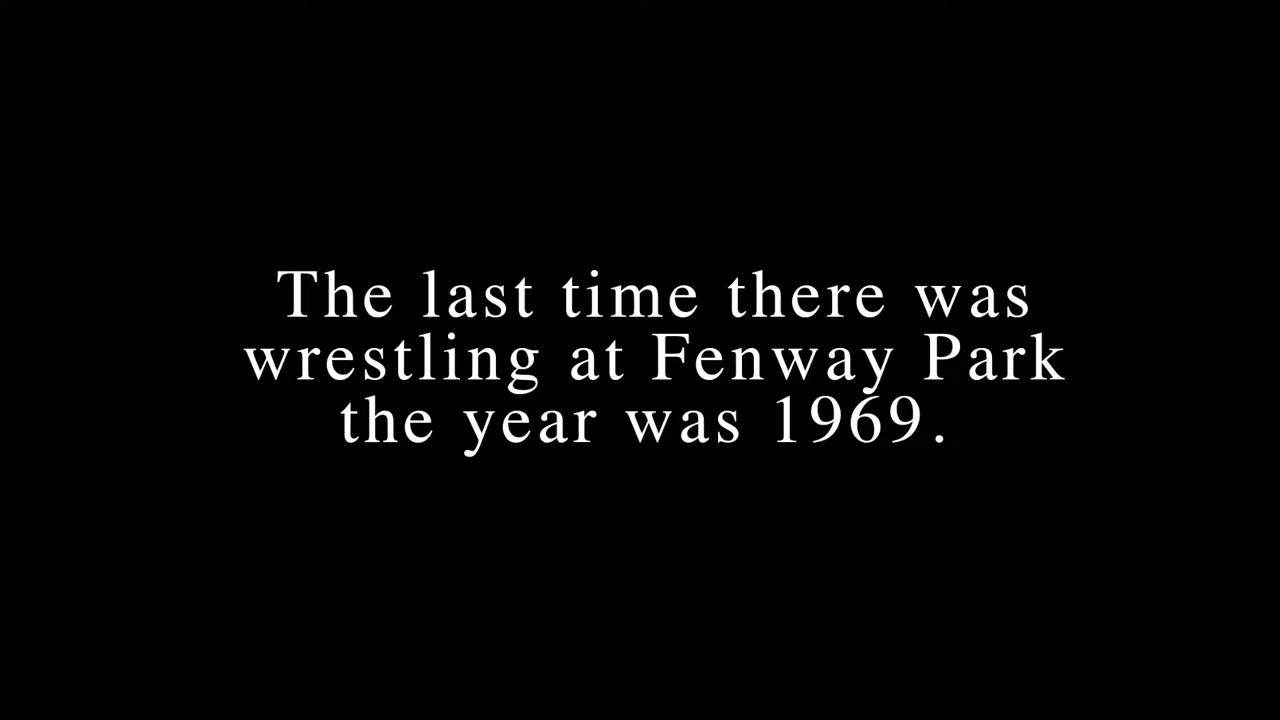 The last time there was
wrestling at Fenway Park
the year was 1969.